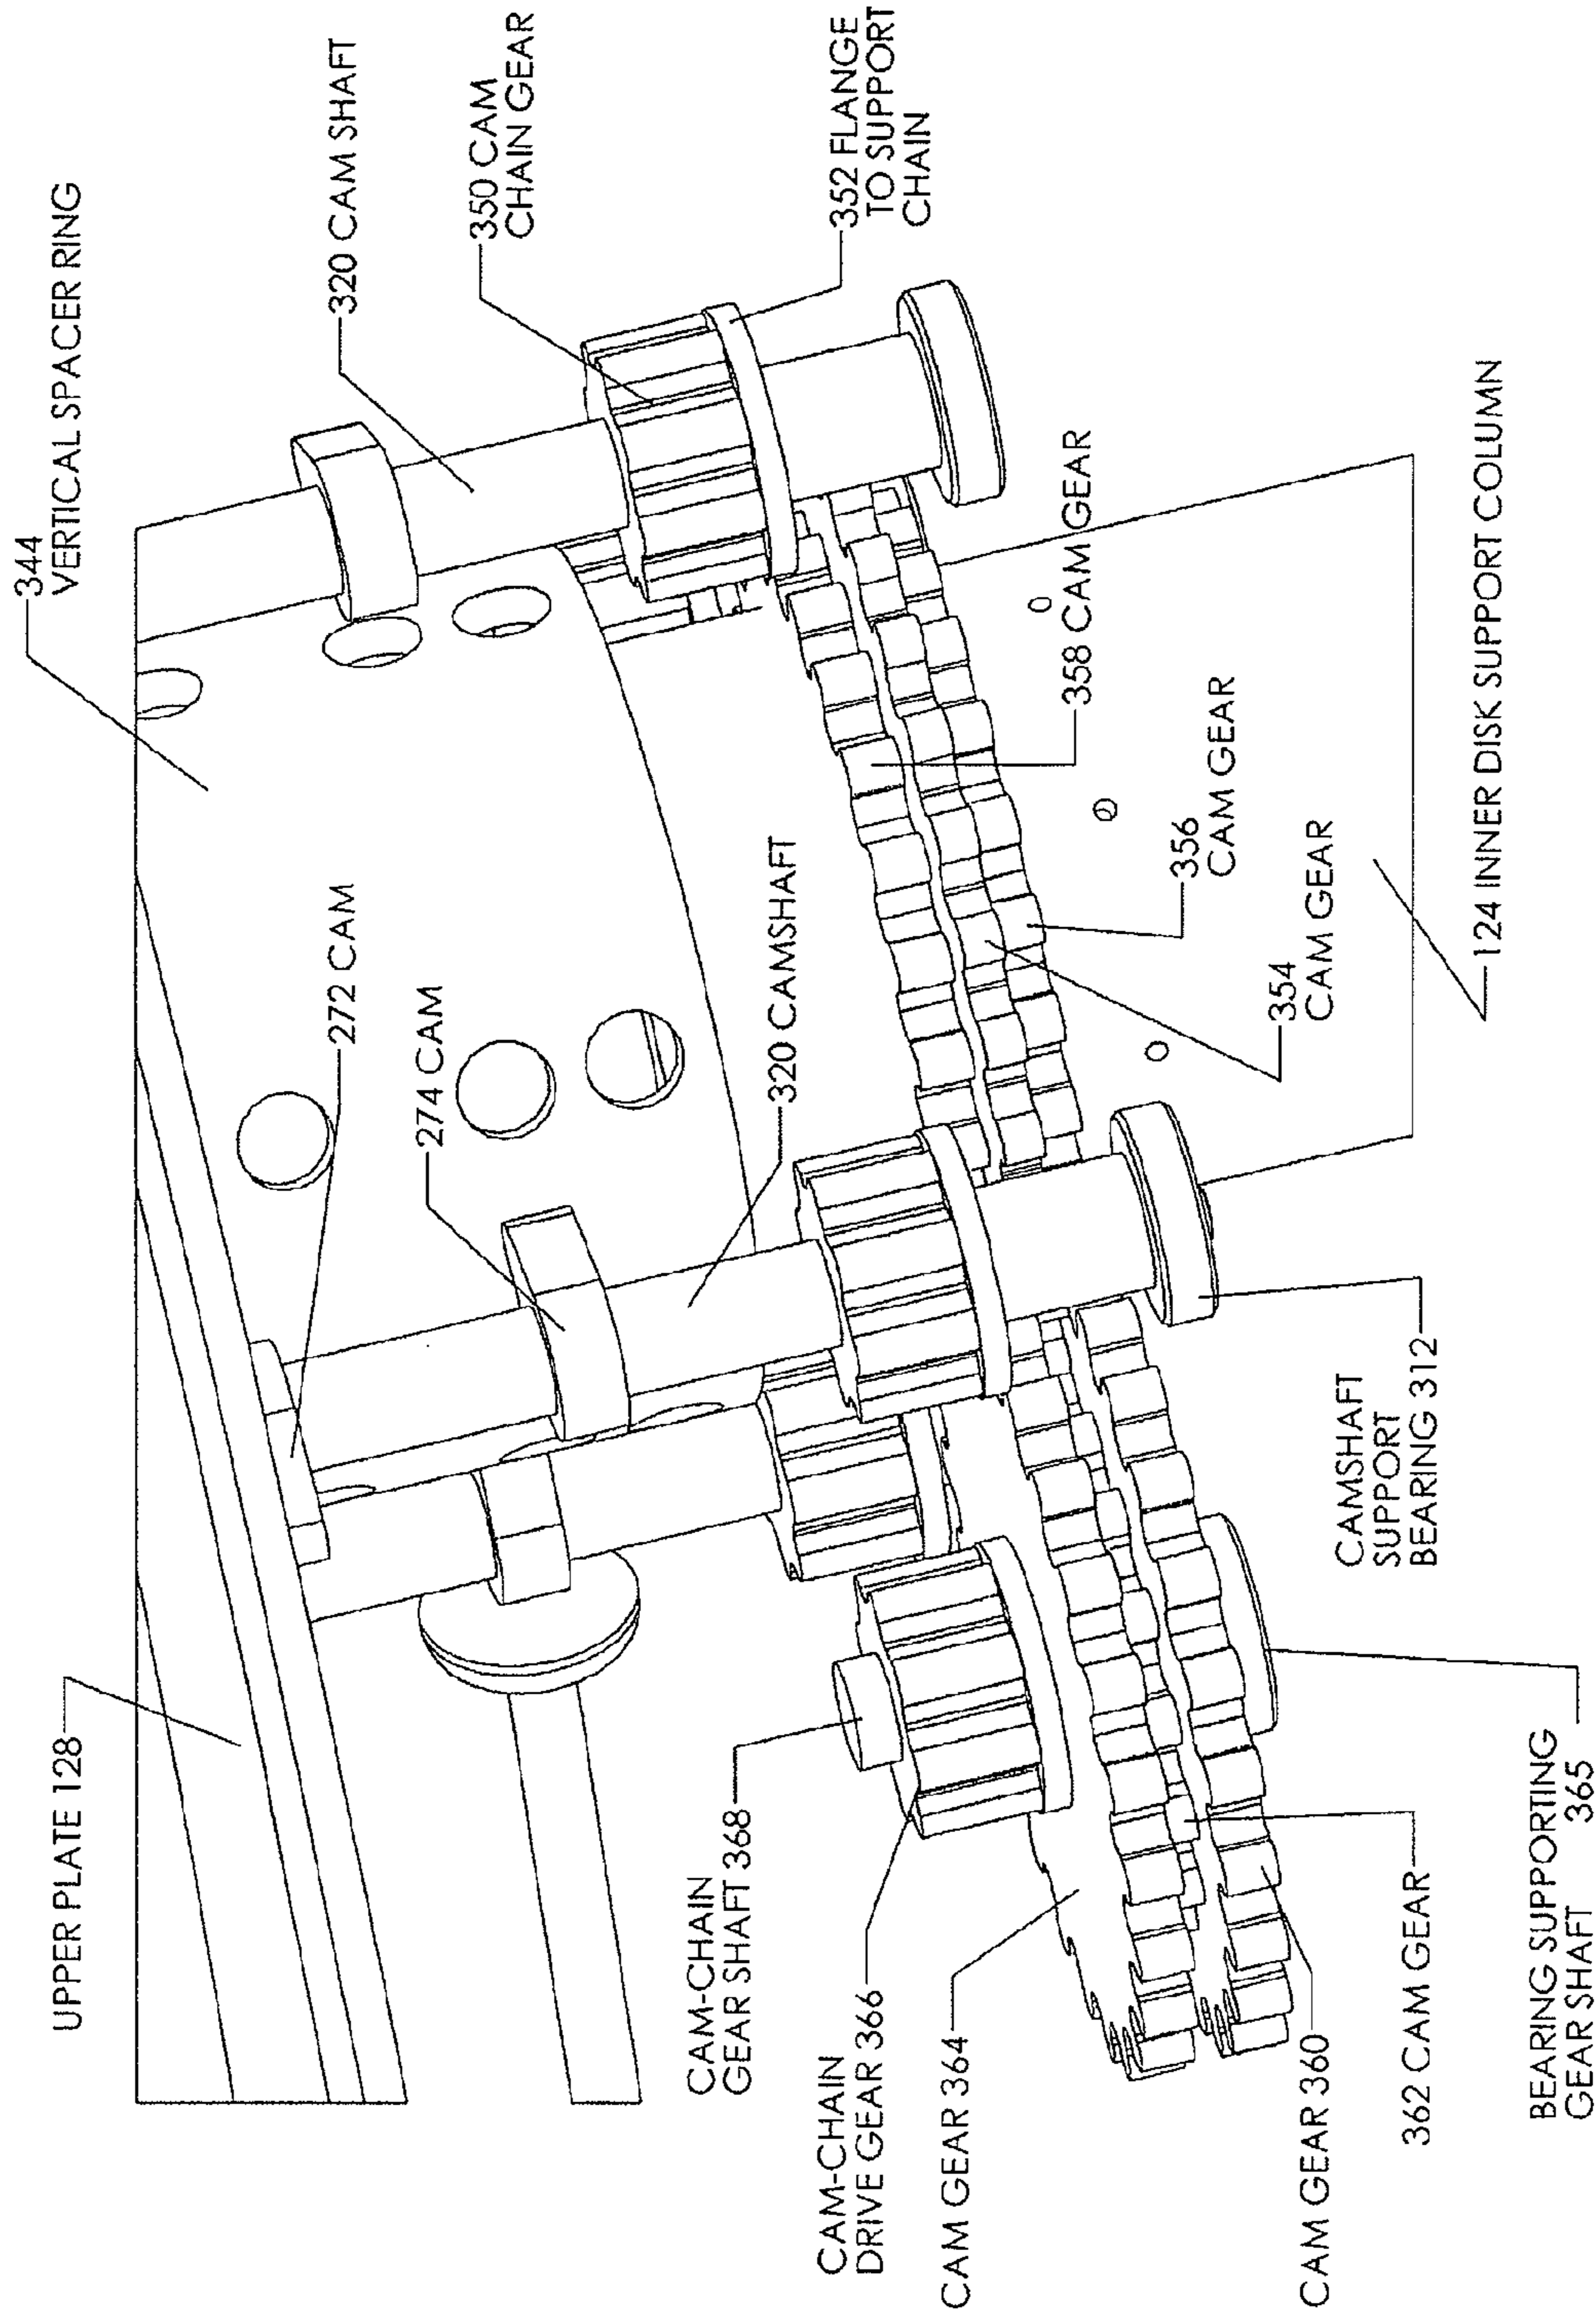 344
VERTICAL SPACER RING
320 CAM SHAFT
350 CAM
CHAIN GEAR
352 FLANGE
TO SUPPORT
CHAIN
UPPER PLATE 128
272 CAM
274 CAM
320 CAMSHAFT
358 CAM GEAR
356
CAM GEAR
354
CAM GEAR
124 INNER DISK SUPPORT COLUMN
CAM-CHAIN
GEAR SHAFT 368
CAM-CHAIN
DRIVE GEAR 366
CAM GEAR 364
CAM GEAR 360
362 CAM GEAR
CAMSHAFT
SUPPORT
BEARING 312
BEARING SUPPORTING
GEAR SHAFT 365